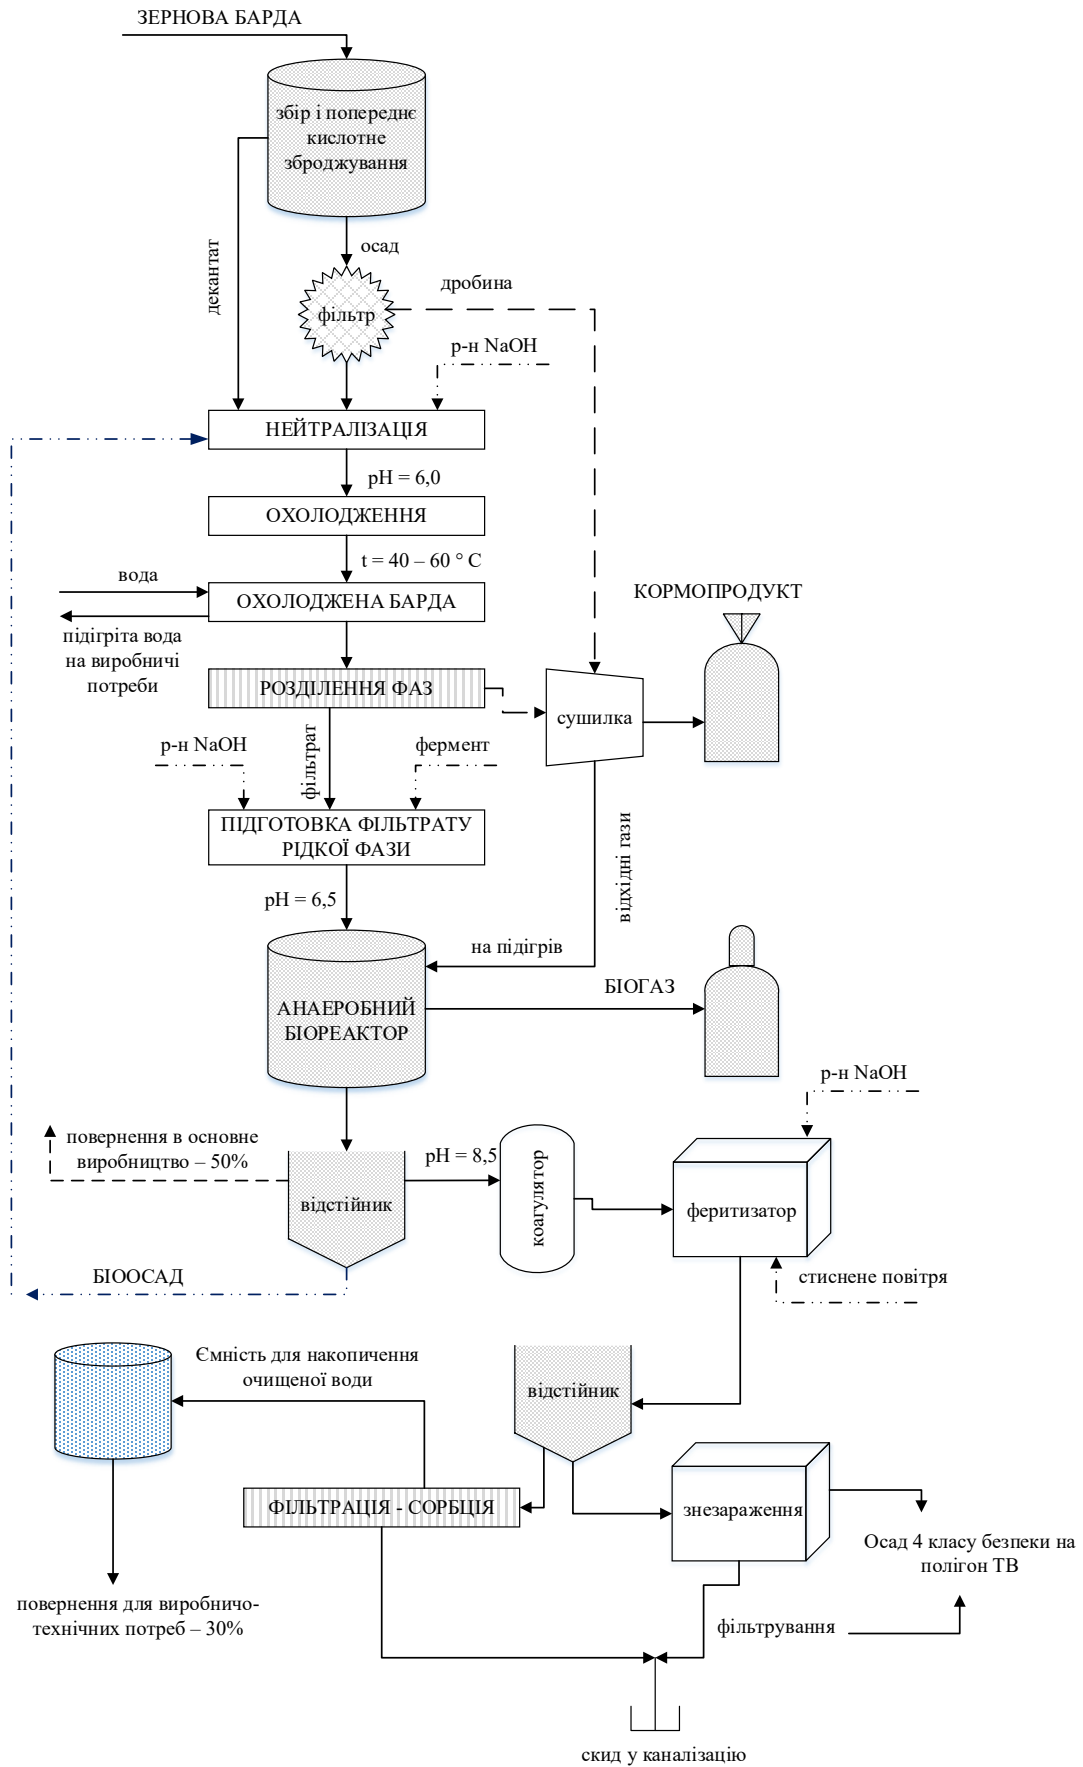 ЗЕРНОВА БАРДА
збір і попереднє
кислотне
зброджування
декантат
осад
дробина
фільтр
р-н NaOH
НЕЙТРАЛІЗАЦІЯ
pH = 6,0
ОХОЛОДЖЕННЯ
t = 40 – 60 ° C
вода
ОХОЛОДЖЕНА БАРДА
КОРМОПРОДУКТ
підігріта вода
на виробничі
потреби
РОЗДІЛЕННЯ ФАЗ
сушилка
р-н NaOH
фільтрат
фермент
ПІДГОТОВКА ФІЛЬТРАТУ
РІДКОЇ ФАЗИ
відхідні гази
pH = 6,5
на підігрів
БІОГАЗ
АНАЕРОБНИЙ
БІОРЕАКТОР
р-н NaOH
повернення в основне
виробництво – 50%
pH = 8,5
відстійник
коагулятор
феритизатор
БІООСАД
стиснене повітря
Ємність для накопичення
очищеної води
відстійник
ФІЛЬТРАЦІЯ - СОРБЦІЯ
знезараження
Осад 4 класу безпеки на
полігон ТВ
повернення для виробничо-
технічних потреб – 30%
фільтрування
скид у каналізацію